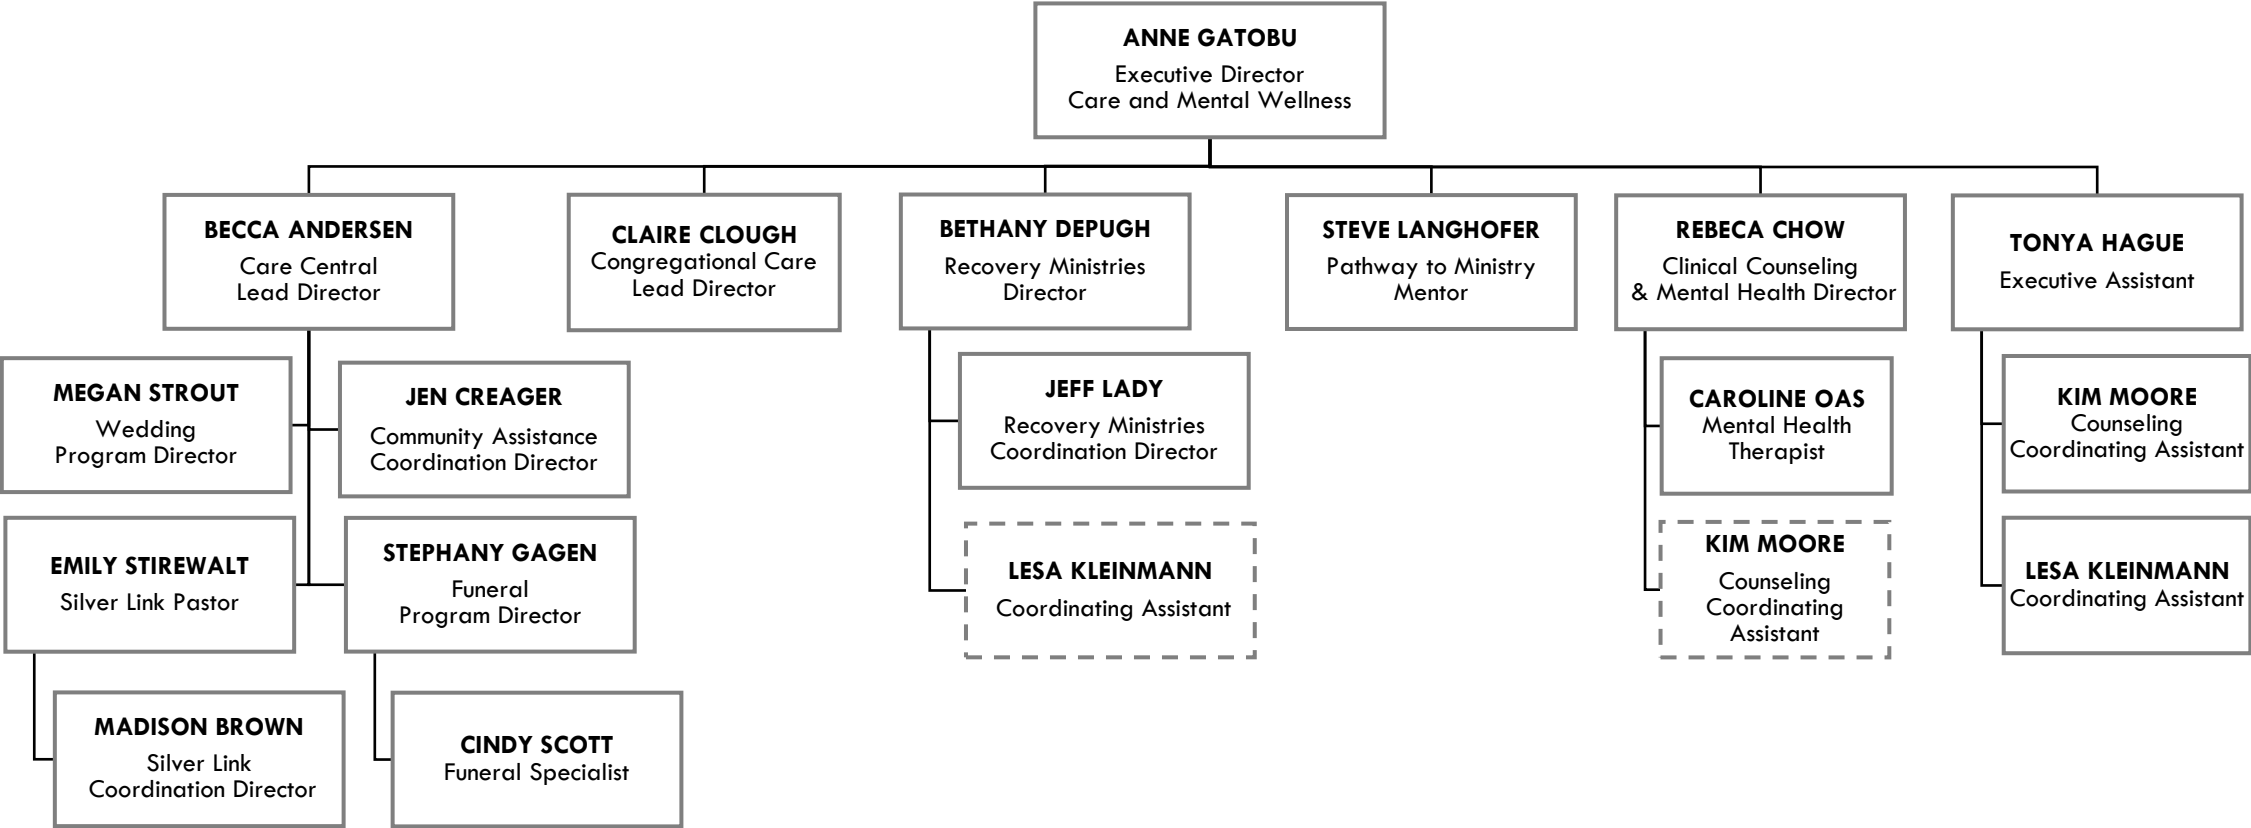 ANNE GATOBU
Executive Director
Care and Mental Wellness
BECCA ANDERSEN
Care Central
Lead Director
CLAIRE CLOUGH
Congregational Care
Lead Director
BETHANY DEPUGH
Recovery Ministries
Director
STEVE LANGHOFER
Pathway to Ministry
Mentor
REBECA CHOW
Clinical Counseling
& Mental Health Director
TONYA HAGUE
Executive Assistant
MEGAN STROUT
Wedding
Program Director
JEN CREAGER
Community Assistance
Coordination Director
JEFF LADY
Recovery Ministries
Coordination Director
CAROLINE OAS
Mental Health
Therapist
KIM MOORE
Counseling
Coordinating Assistant
EMILY STIREWALT
Silver Link Pastor
STEPHANY GAGEN
Funeral
Program Director
LESA KLEINMANN
Coordinating Assistant
KIM MOORE
Counseling
Coordinating
Assistant
LESA KLEINMANN
Coordinating Assistant
MADISON BROWN
Silver Link
Coordination Director
CINDY SCOTT
Funeral Specialist